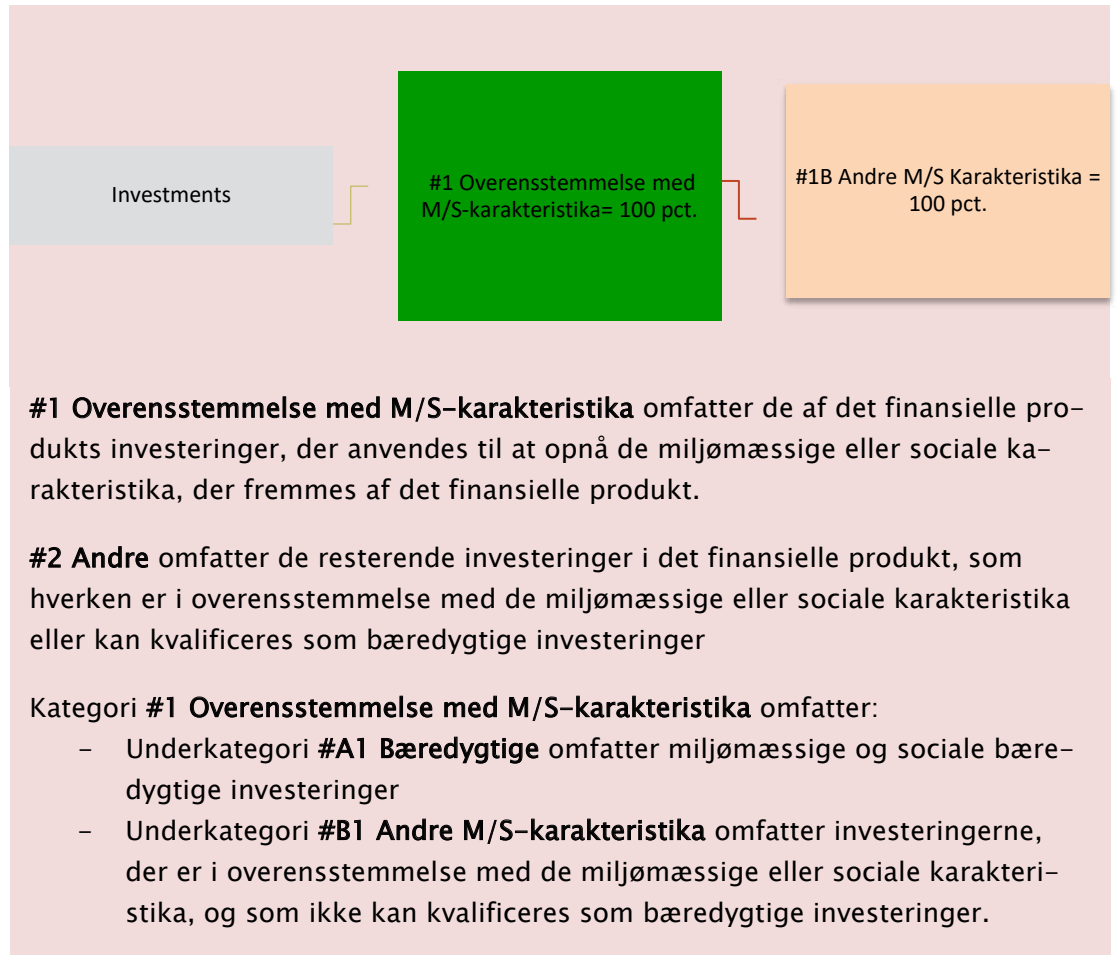 Investments
#1 Overensstemmelse med
M/S-karakteristika= 100 pct.
#1B Andre M/S Karakteristika =
100 pct.
#1 Overensstemmelse med M/S-karakteristika omfatter de af det finansielle pro-
dukts investeringer, der anvendes til at opnå de miljømæssige eller sociale ka-
rakteristika, der fremmes af det finansielle produkt.
#2 Andre omfatter de resterende investeringer i det finansielle produkt, som
hverken er i overensstemmelse med de miljømæssige eller sociale karakteristika
eller kan kvalificeres som bæredygtige investeringer
Kategori #1 Overensstemmelse med M/S-karakteristika omfatter:
- Underkategori #A1 Bæredygtige omfatter miljømæssige og sociale bære-
dygtige investeringer
- Underkategori #B1 Andre M/S-karakteristika omfatter investeringerne,
der er i overensstemmelse med de miljømæssige eller sociale karakteri-
stika, og som ikke kan kvalificeres som bæredygtige investeringer.